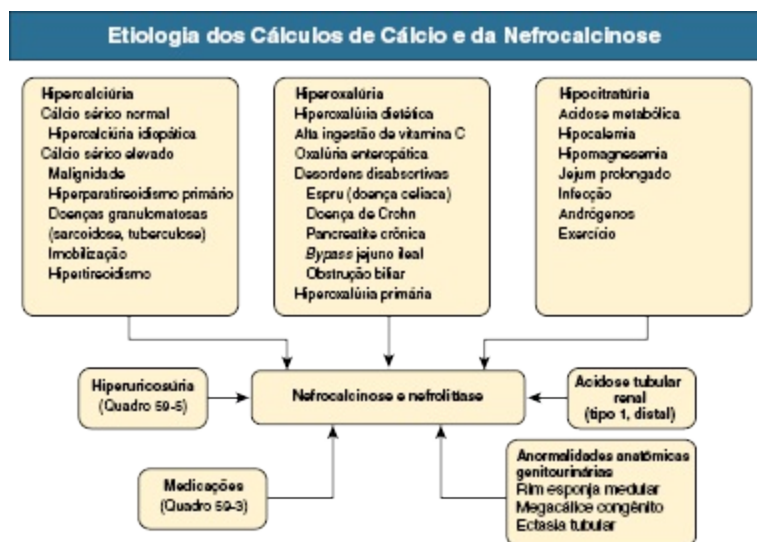 Etiologia dos Cálculos de Cálcio e da Nefrocalcinose
Hipercalciúria
Cálcio sérico normal
Hipercalciúria idiopática
Cálcio sérico elevado
Malignidade
Hiperparatireoidismo primário
Doenças granulomatosas
(sarcoidose, tuberculose)
Imobilização
Hipertireoidismo
Hiperoxalúria
Hiperoxalúria dietética
Alta ingestão de vitamina C
Oxalúria enteropática
Desordens disabsortivas
Espru (doença celíaca)
Doença de Crohn
Pancreatite crônica
Bypass jejuno ileal
Obstrução biliar
Hiperoxalúria primária
Hipocitratúria
Acidose metabólica
Hipocalemia
Hipomagnesemia
Jejum prolongado
Infecção
Andrógenos
Exercício
Hiperuricosúria
(Quadro 59-5)
Nefrocalcinose e nefrolitíase
Acidose tubular
renal
(tipo 1, distal)
Medicações
(Quadro 59-3)
Anormalidades anatômicas
genitourinárias
Rim esponja medular
Megacálice congênito
Ectasia tubular